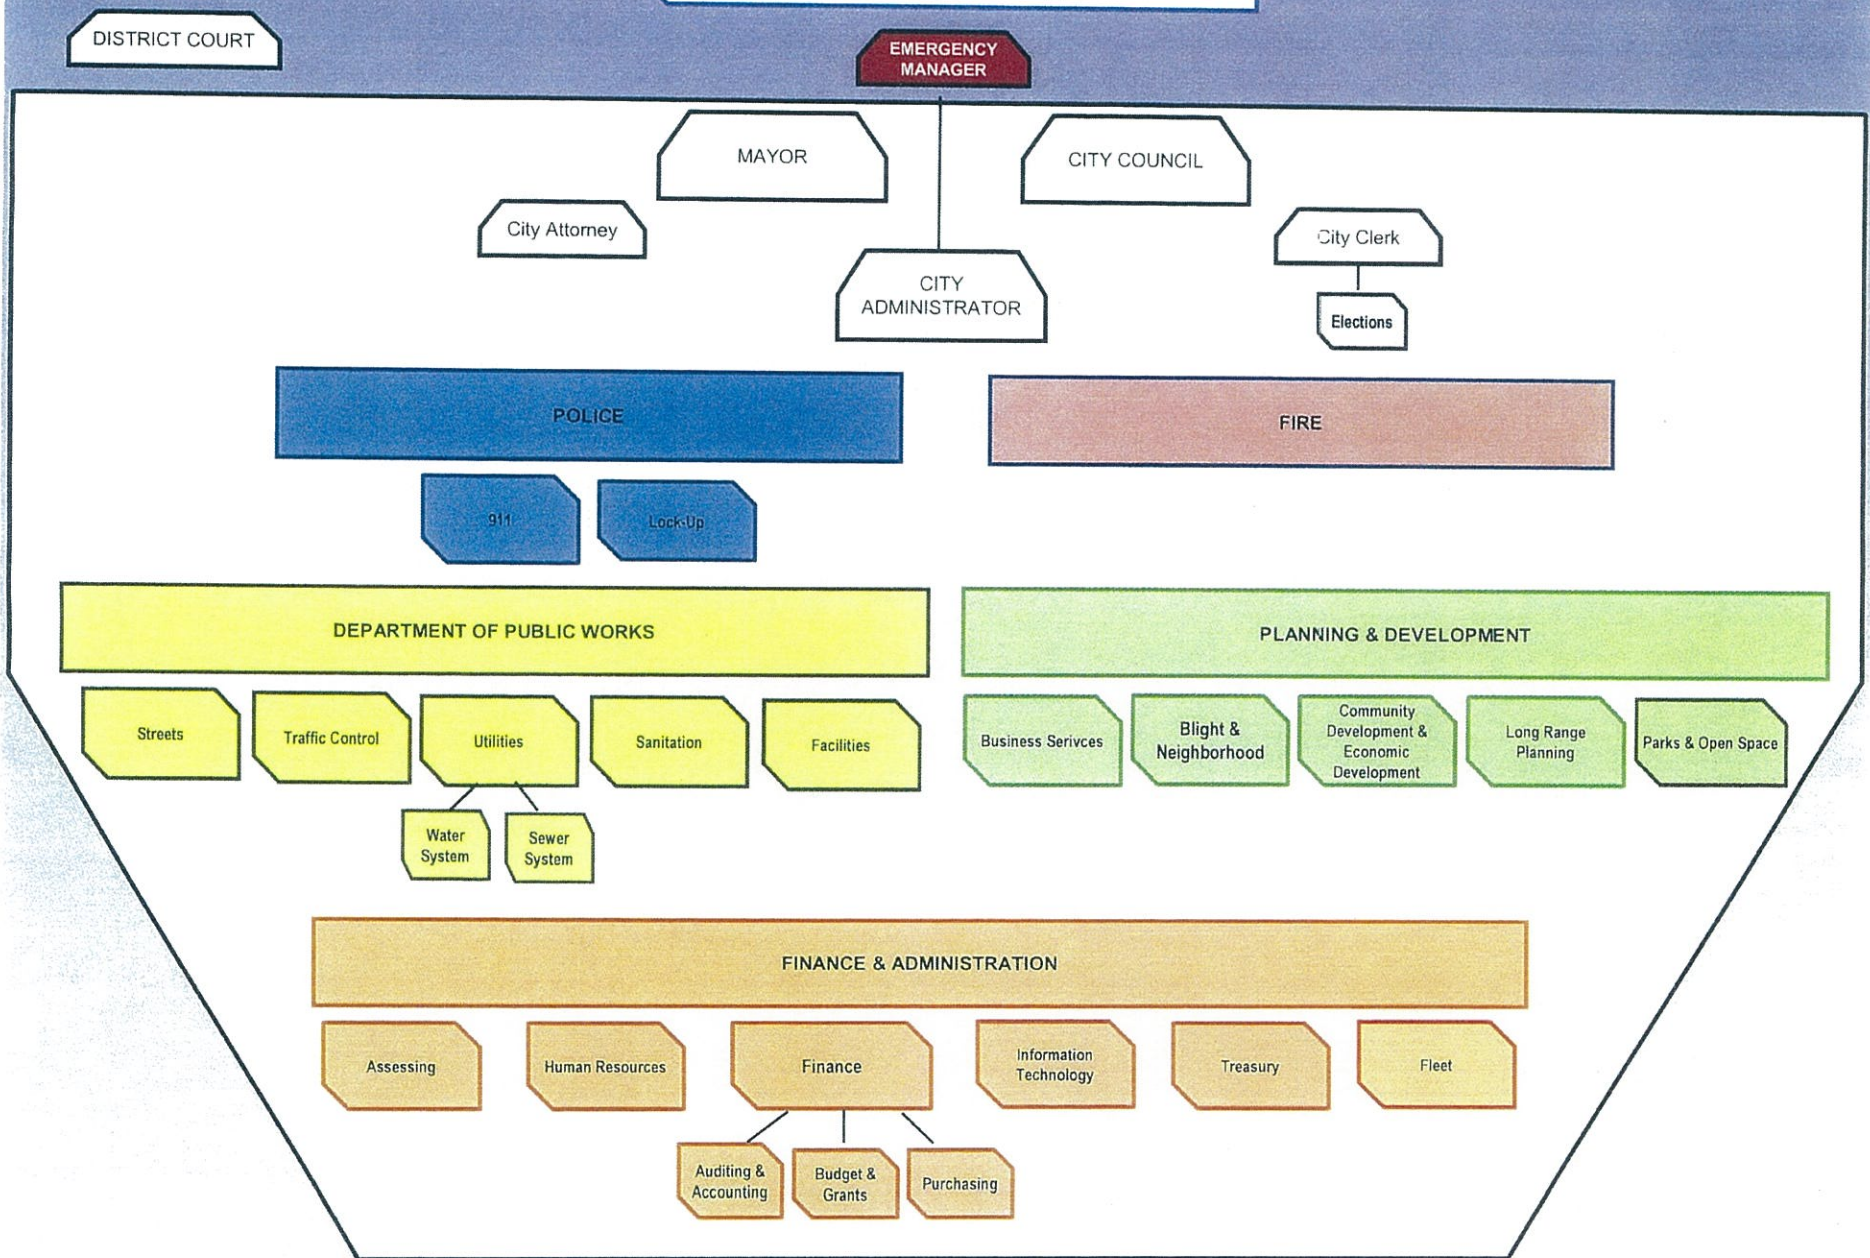 DISTRICT COURT
EMERGENCY
MANAGER
MAYOR
CITY COUNCIL
City Attorney
City Clerk
CITY
ADMINISTRATOR
Elections
POLICE
FIRE
911
Lock-Up
DEPARTMENT OF PUBLIC WORKS
PLANNING & DEVELOPMENT
Streets
Traffic Control
Utilities
Sanitation
Facilities
Business Serivces
Blight &
Neighborhood
Community
Development &
Economic
Development
Long Range
Planning
Parks & Open Space
Water
System
Sewer
System
FINANCE & ADMINISTRATION
Assessing
Human Resources
Finance
Information
Technology
Treasury
Fleet
Auditing &
Accounting
Budget &
Grants
Purchasing